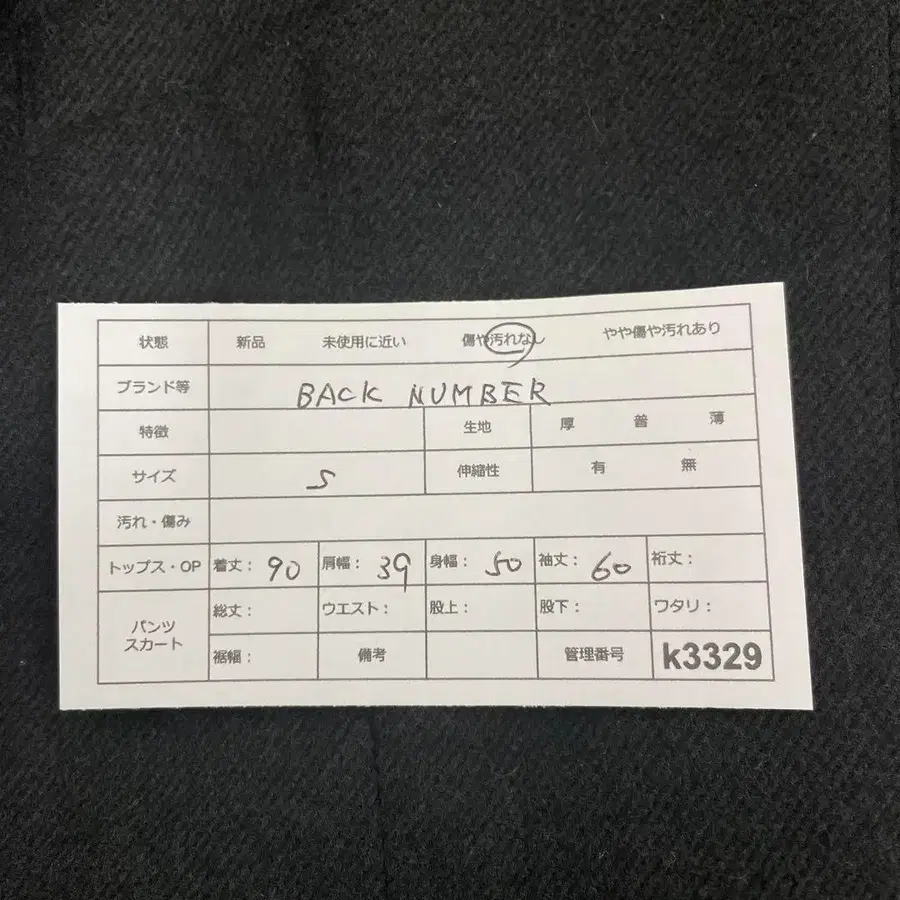 状態 新品 未使用に近い 傷や汚れなし やや傷や汚れあり
ブランド等 BACK NUMBER
特徴 生地 厚 普 薄
サイズ S 伸縮性 有 無
汚れ・傷み
トップス・OP 着丈: 90 肩幅: 39 身幅: 50 袖丈: 60 裄丈:
パンツ スカート 総丈: ウエスト: 股上: 股下: ワタリ:
裾幅: 備考 管理番号 k3329